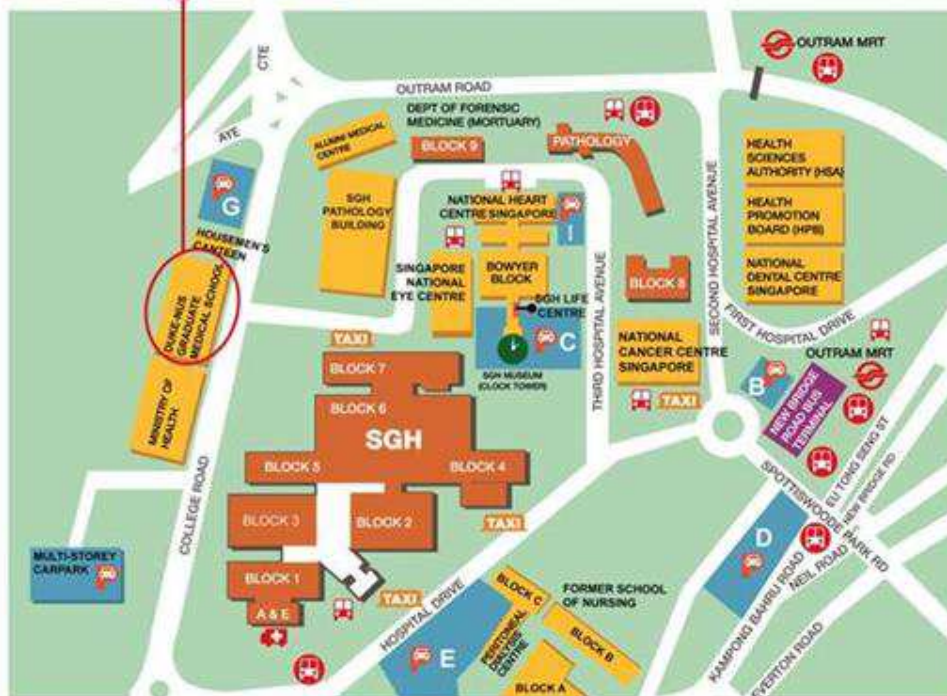 OUTRAM MRT
CTE
OUTRAM ROAD
AYE
ALUMNI MEDICAL
CENTRE
DEPT OF FORENSIC
MEDICINE (MORTUARY)
BLOCK 9
PATHOLOGY
HEALTH
SCIENCES
AUTHORITY (HSA)
G
SGH
PATHOLOGY
BUILDING
NATIONAL HEART
CENTRE SINGAPORE
I
HEALTH
PROMOTION
BOARD (HPB)
HOUSEMEN'S
CANTEEN
SINGAPORE
NATIONAL
EYE CENTRE
BOWYER
BLOCK
BLOCK 8
SECOND HOSPITAL AVENUE
NATIONAL
DENTAL CENTRE
SINGAPORE
DUKE-NUS
GRADUATE
MEDICAL SCHOOL
SGH LIFE
CENTRE
C
THIRD HOSPITAL AVENUE
FIRST HOSPITAL DRIVE
TAXI
SGH MUSEUM
(CLOCK TOWER)
NATIONAL
CANCER CENTRE
SINGAPORE
OUTRAM MRT
MINISTRY OF
HEALTH
BLOCK 7
BLOCK 6
SGH
TAXI
B
NEW BRIDGE
ROAD BUS
TERMINAL
BLOCK 5
BLOCK 4
EU TONG SENG ST
NEW BRIDGE RD
SPOTTISWOODE PARK RD
COLLEGE ROAD
BLOCK 3
BLOCK 2
TAXI
D
MULTI-STOREY
CARPARK
BLOCK 1
A & E
TAXI
HOSPITAL DRIVE
BLOCK C
FORMER SCHOOL
OF NURSING
NEIL ROAD
KAMPONG BAHRU ROAD
E
PERITONEAL
DIALYSIS
CENTRE
BLOCK B
BLOCK A
EVERTON ROAD